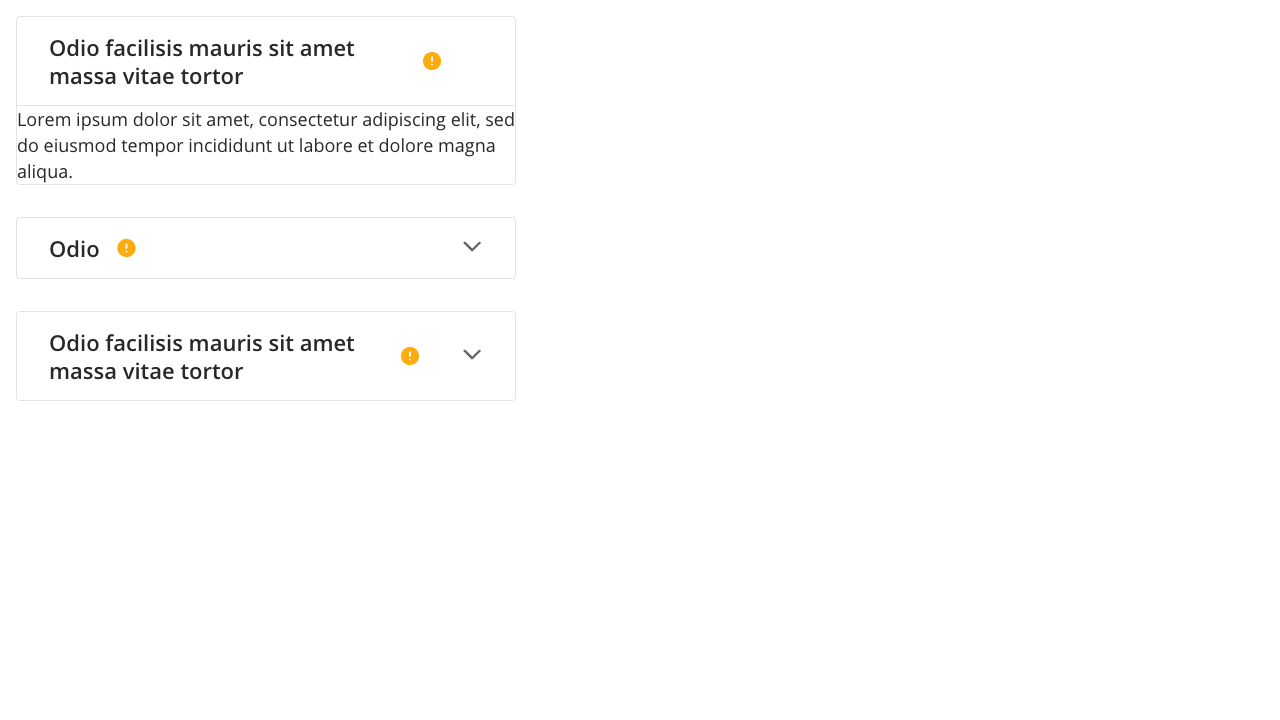 Odio facilisis mauris sit amet
massa vitae tortor
Lorem ipsum dolor sit amet, consectetur adipiscing elit, sed
do eiusmod tempor incididunt ut labore et dolore magna
aliqua.
Odio
Odio facilisis mauris sit amet
massa vitae tortor